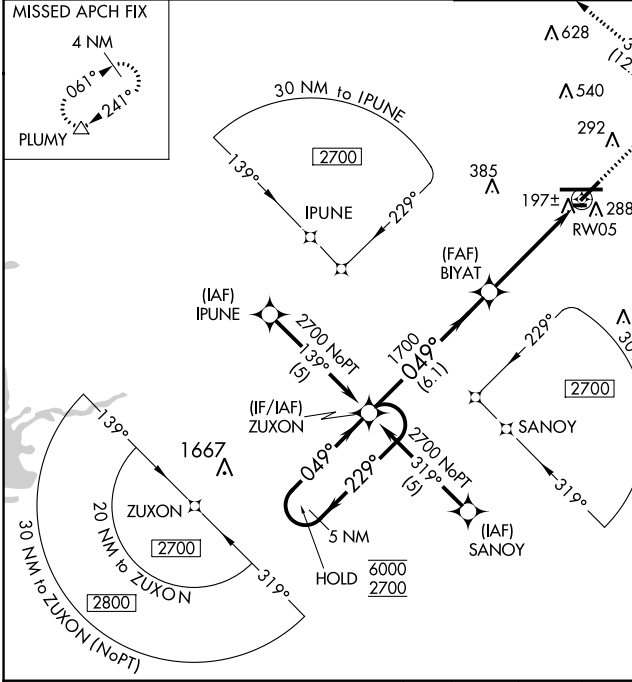 MISSED APCH FIX
4 NM
061°
241°
PLUMY
628
540
292
385
197±
288
RW05
30 NM to IPUNE
2700
139°
229°
IPUNE
(FAF)
BIYAT
(IAF)
IPUNE
2700 NoPT
139°
(5)
1700
049°
(6.1)
229°
30
2700
SANOY
319°
(IF/IAF)
ZUXON
2700 NoPT
319°
(5)
(IAF)
SANOY
049°
229°
5 NM
HOLD
6000
2700
1667
139°
ZUXON
2700
20 NM to ZUXON
319°
2800
30 NM to ZUXON (NoPT)